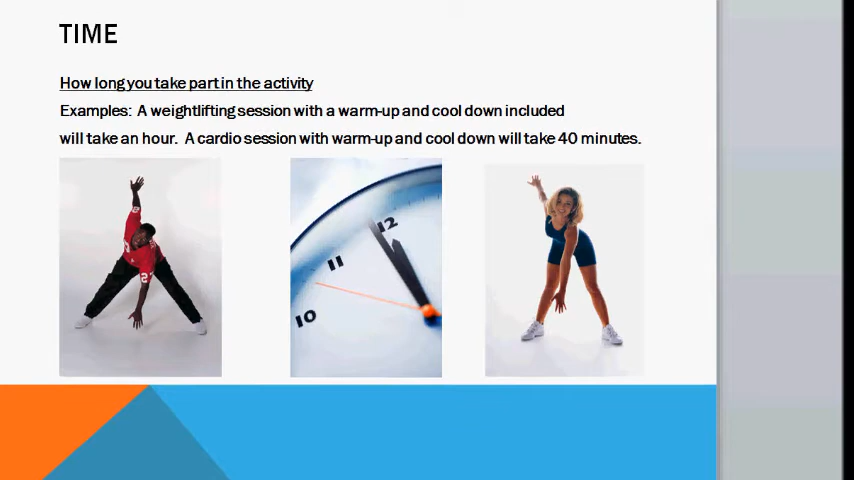 TIME
How long you take part in the activity
Examples:  A weightlifting session with a warm-up and cool down included
will take an hour.  A cardio session with warm-up and cool down will take 40 minutes.
12
11
10
2